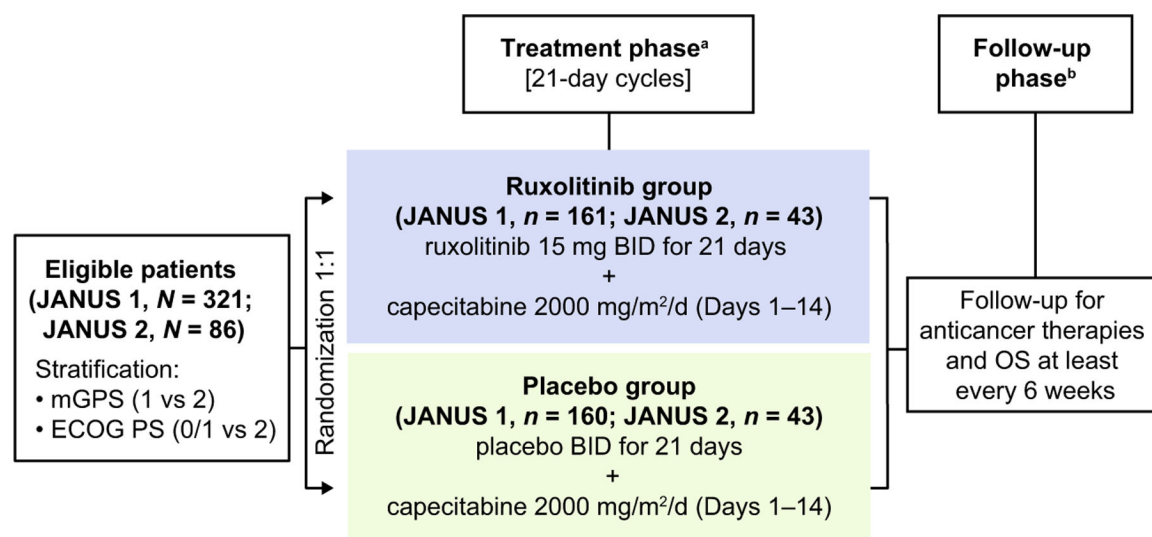 Treatment phaseᵃ
[21-day cycles]
Follow-up
phaseᵇ
Eligible patients
(JANUS 1, N = 321;
JANUS 2, N = 86)
Stratification:
• mGPS (1 vs 2)
• ECOG PS (0/1 vs 2)
Randomization 1:1
Ruxolitinib group
(JANUS 1, n = 161; JANUS 2, n = 43)
ruxolitinib 15 mg BID for 21 days
+
capecitabine 2000 mg/m²/d (Days 1–14)
Placebo group
(JANUS 1, n = 160; JANUS 2, n = 43)
placebo BID for 21 days
+
capecitabine 2000 mg/m²/d (Days 1–14)
Follow-up for
anticancer therapies
and OS at least
every 6 weeks